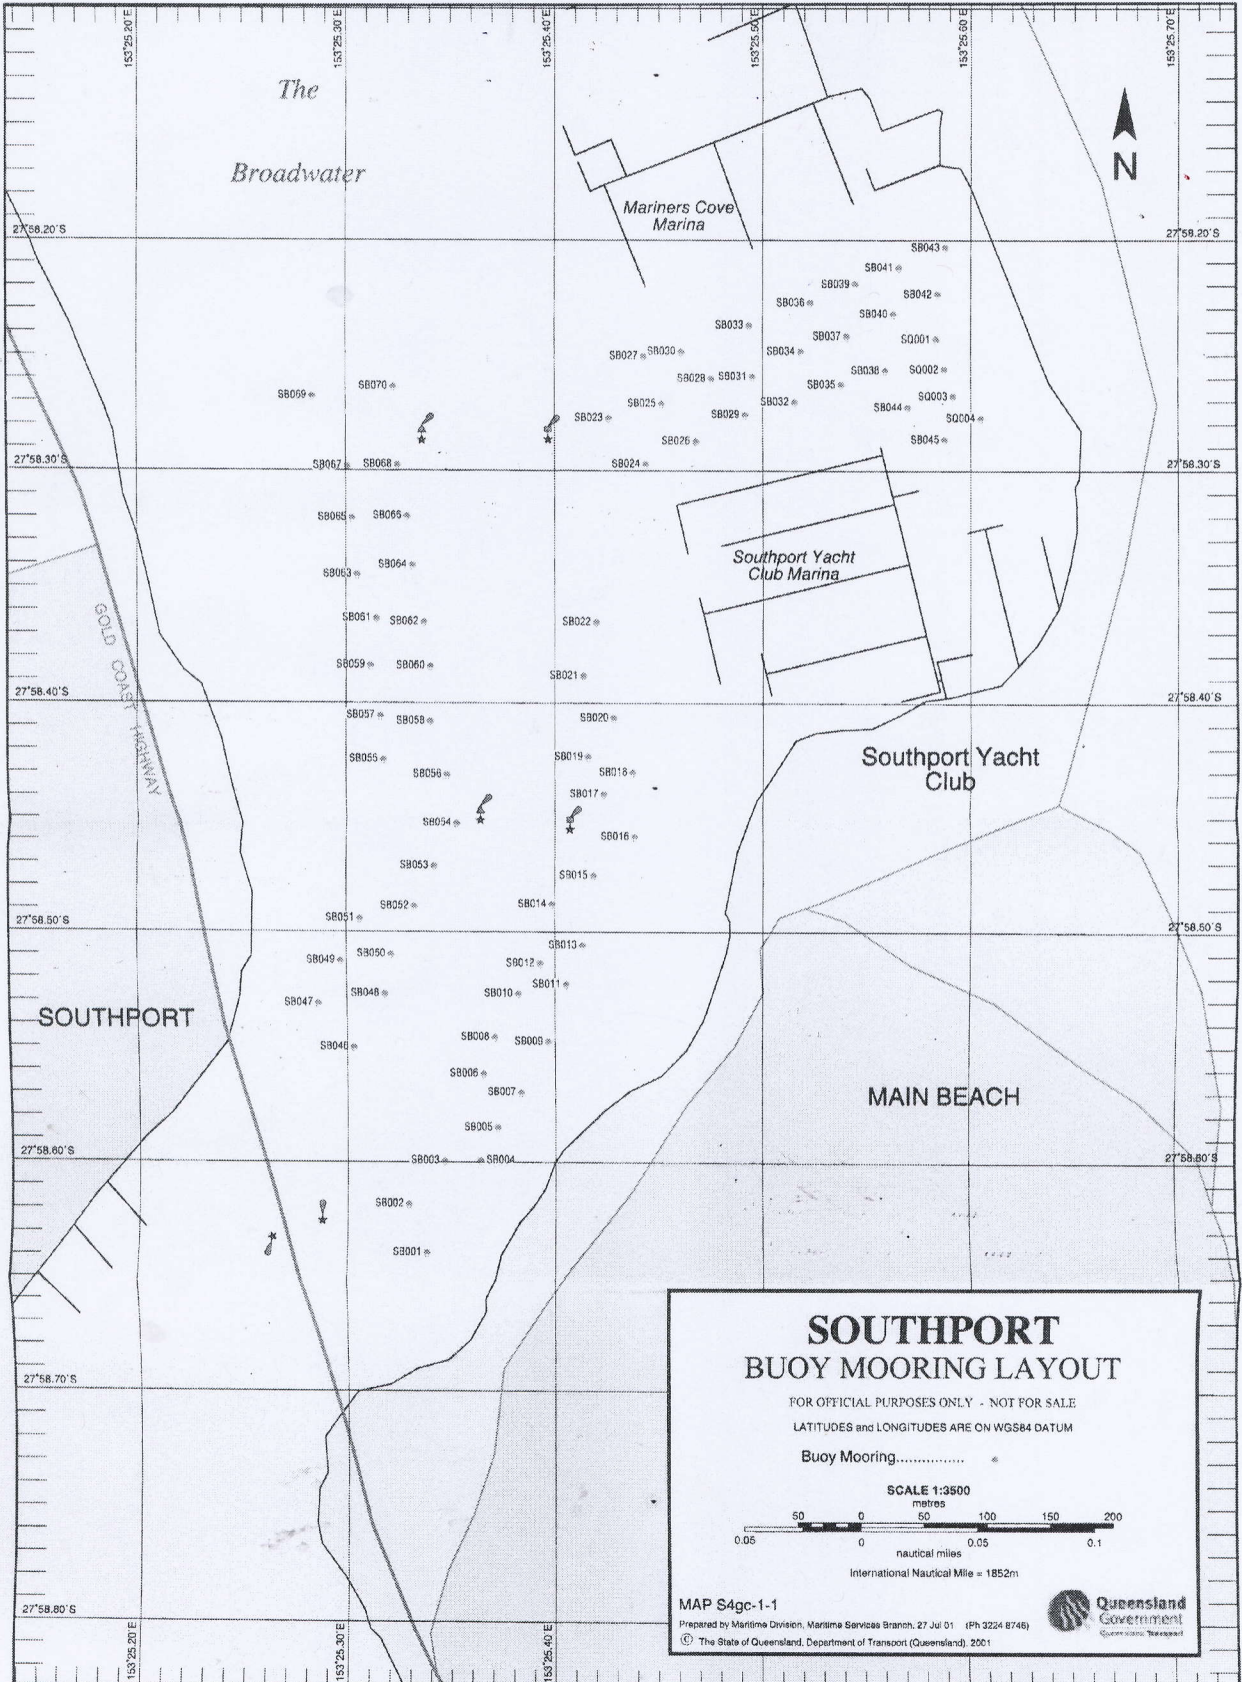 153°25.20'E
153°25.30'E
153°25.40'E
153°25.50'E
153°25.60'E
153°25.70'E
The
Broadwater
N
Mariners Cove
Marina
27°58.20'S
27°58.20'S
SB043
SB041
SB039
SB042
SB036
SB040
SB033
SB037
SQ001
SB027
SB030
SB034
SB028
SB031
SB038
SQ002
SB070
SB035
SB069
SQ003
SB025
SB032
SB044
SB023
SB029
SQ004
SB026
SB045
27°58.30'S
SB067
SB068
SB024
27°58.30'S
SB065
SB066
Southport Yacht
Club Marina
SB064
SB063
SB061
SB062
SB022
GOLD COAST HIGHWAY
SB059
SB060
SB021
27°58.40'S
27°58.40'S
SB057
SB058
SB020
SB055
SB019
Southport Yacht
Club
SB056
SB018
SB017
SB054
SB016
SB053
SB015
SB052
SB014
SB051
27°58.50'S
27°58.50'S
SB013
SB050
SB049
SB012
SB011
SB048
SB010
SB047
SOUTHPORT
SB008
SB009
SB046
SB006
SB007
MAIN BEACH
SB005
27°58.60'S
SB003
SB004
27°58.60'S
SB002
SB001
SOUTHPORT
BUOY MOORING LAYOUT
27°58.70'S
FOR OFFICIAL PURPOSES ONLY - NOT FOR SALE
LATITUDES and LONGITUDES ARE ON WGS84 DATUM
Buoy Mooring................
SCALE 1:3500
metres
50 0 50 100 150 200
0.05 0 0.05 0.1
nautical miles
International Nautical Mile = 1852m
27°58.80'S
MAP S4gc-1-1
Prepared by Maritime Division, Maritime Services Branch, 27 Jul 01 (Ph 3224 8746)
© The State of Queensland, Department of Transport (Queensland), 2001
Queensland
Government
Queensland Transport
153°25.20'E
153°25.30'E
153°25.40'E